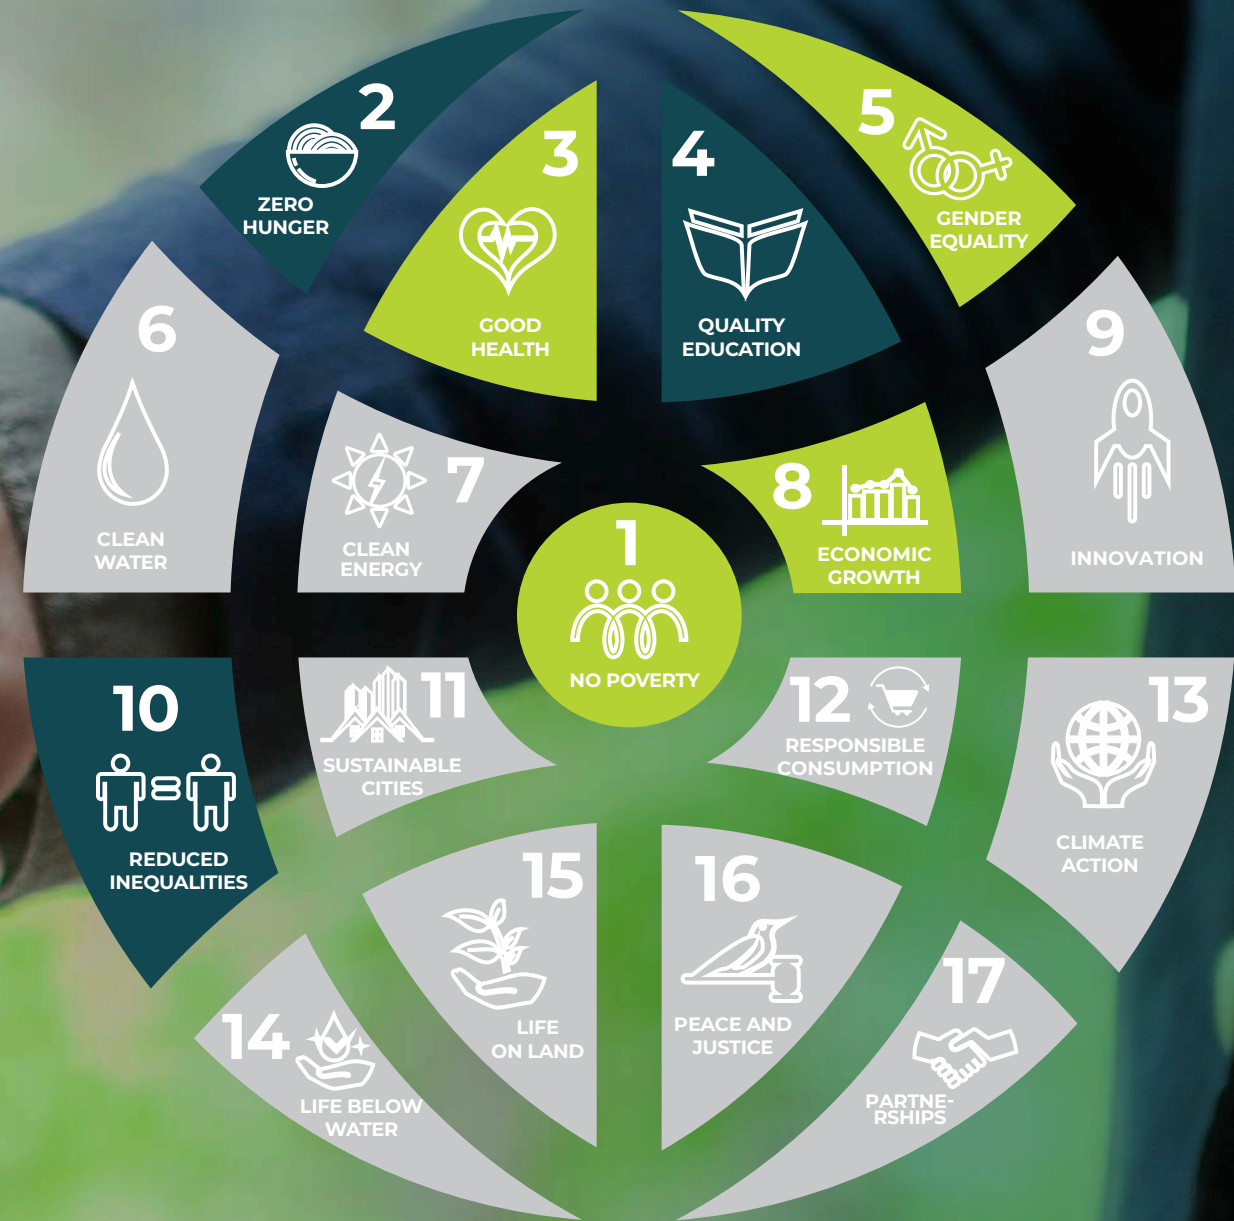 2
ZERO
HUNGER
3
GOOD
HEALTH
4
QUALITY
EDUCATION
5
GENDER
EQUALITY
6
CLEAN
WATER
7
CLEAN
ENERGY
1
NO POVERTY
8
ECONOMIC
GROWTH
9
INNOVATION
10
REDUCED
INEQUALITIES
11
SUSTAINABLE
CITIES
12
RESPONSIBLE
CONSUMPTION
13
CLIMATE
ACTION
14
LIFE BELOW
WATER
15
LIFE
ON LAND
16
PEACE AND
JUSTICE
17
PARTNE-
RSHIPS